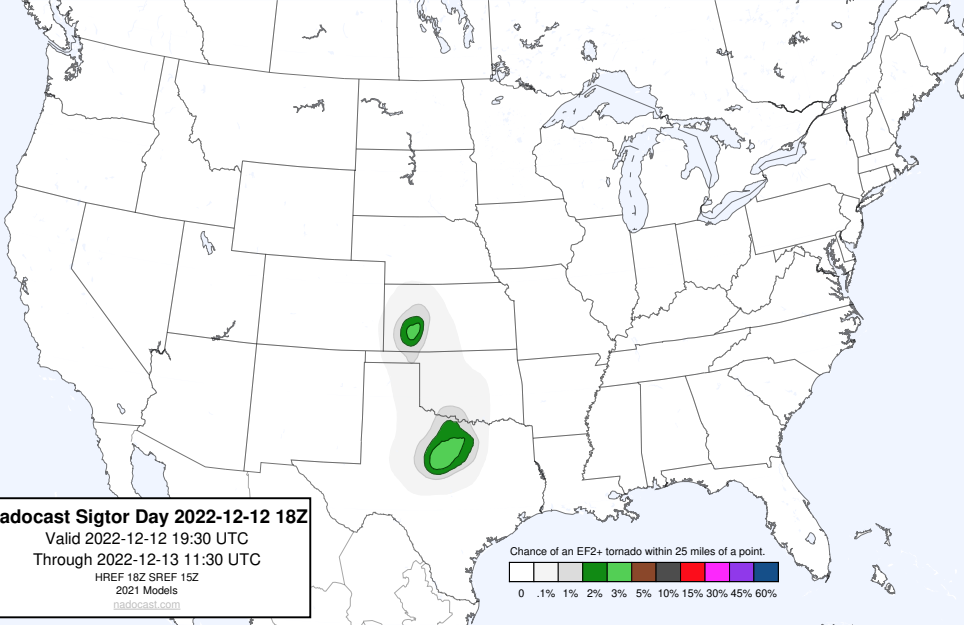 adocast Sigtor Day 2022-12-12 18Z
Valid 2022-12-12 19:30 UTC
Through 2022-12-13 11:30 UTC
HREF 18Z SREF 15Z
2021 Models
nadocast.com
Chance of an EF2+ tornado within 25 miles of a point.
0 .1% 1% 2% 3% 5% 10% 15% 30% 45% 60%